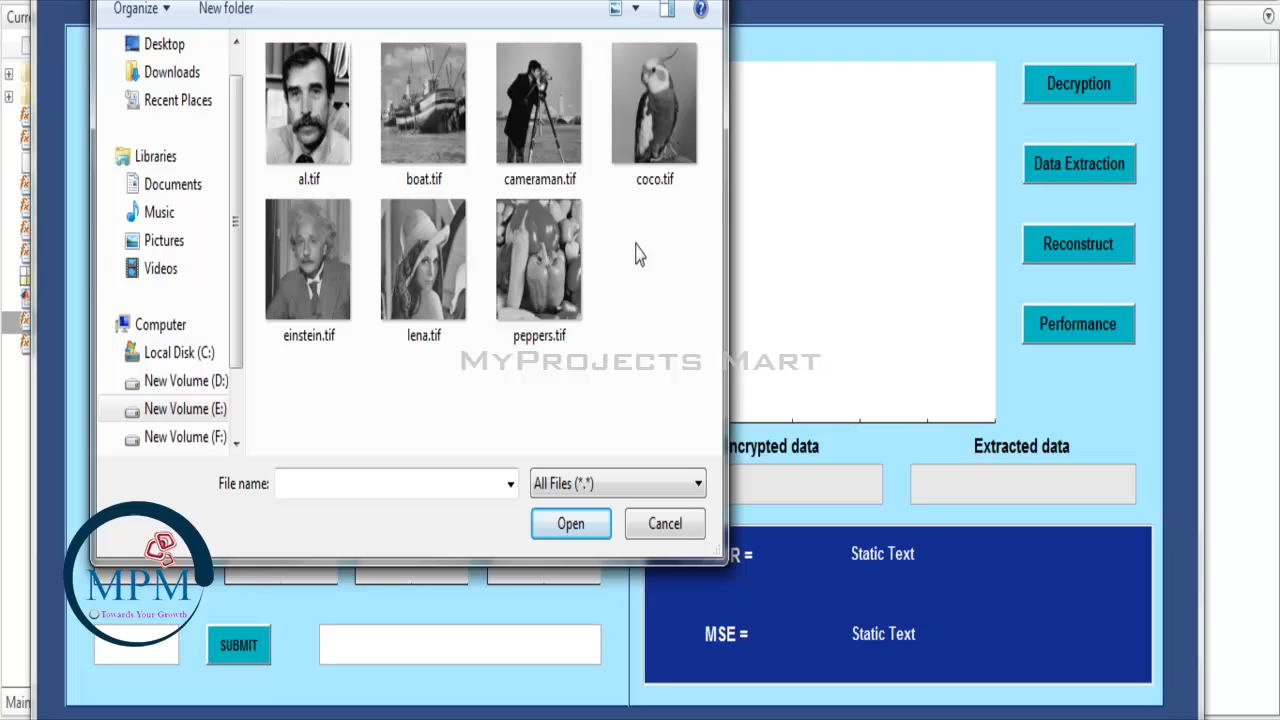 Curr
Organize
New folder
Desktop
Downloads
Recent Places
Libraries
Documents
Music
Pictures
Videos
Computer
Local Disk (C:)
New Volume (D:)
New Volume (E:)
New Volume (F:)
al.tif
boat.tif
cameraman.tif
coco.tif
einstein.tif
lena.tif
peppers.tif
MyProjects Mart
File name:
All Files (*.*)
Open
Cancel
Decryption
Data Extraction
Reconstruct
Performance
ncrypted data
Extracted data
R =
Static Text
MSE =
Static Text
MPM
Towards Your Growth
SUBMIT
Main